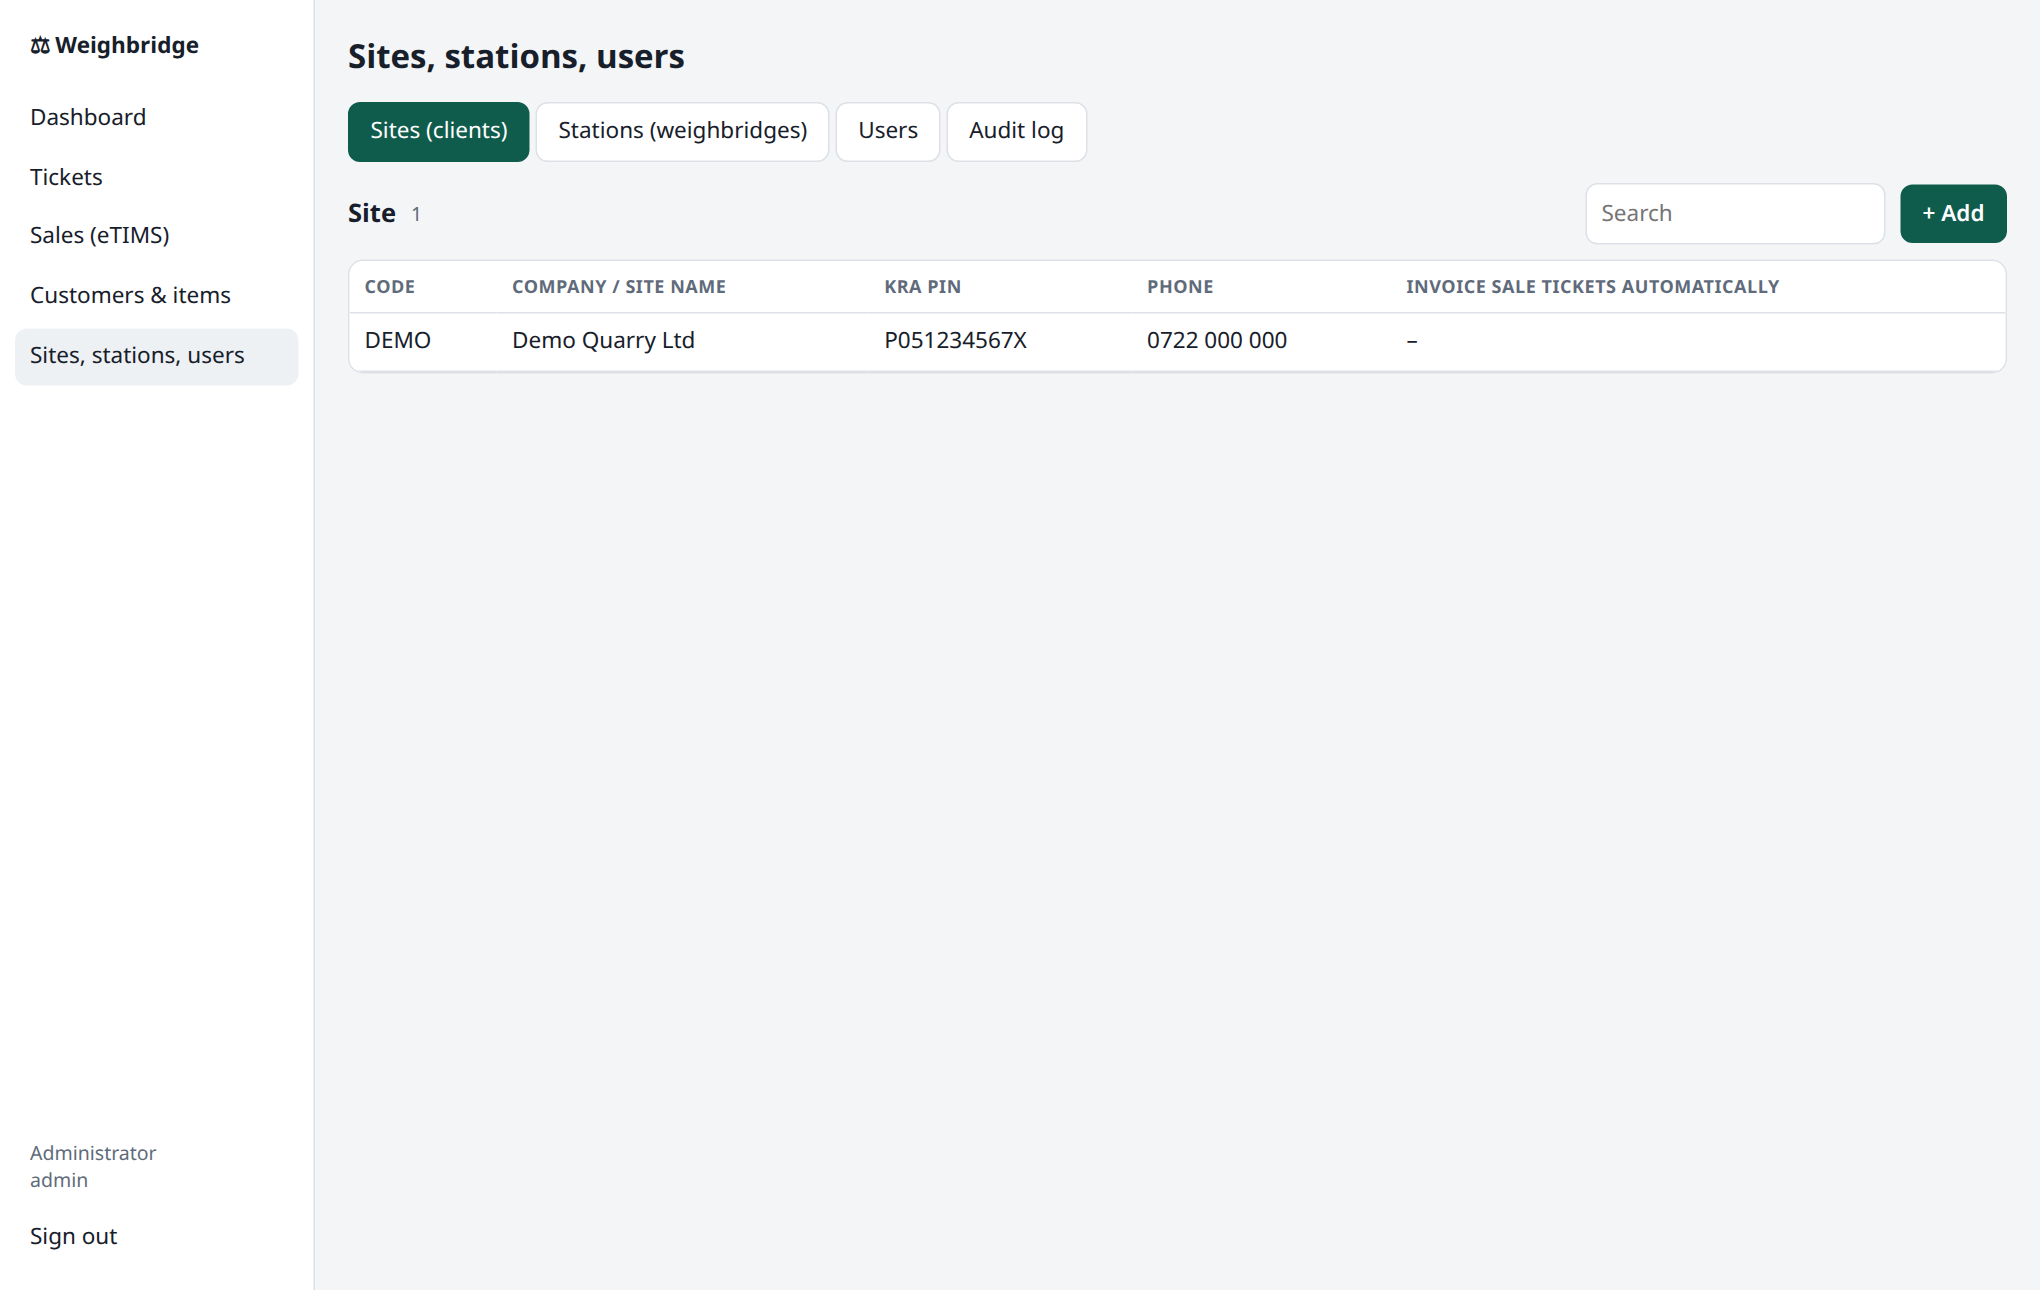 ⚖ Weighbridge
Dashboard
Tickets
Sales (eTIMS)
Customers & items
Sites, stations, users
Administrator
admin
Sign out
Sites, stations, users
Sites (clients) Stations (weighbridges) Users Audit log
Site 1 Search + Add
CODE COMPANY / SITE NAME KRA PIN PHONE INVOICE SALE TICKETS AUTOMATICALLY
DEMO Demo Quarry Ltd P051234567X 0722 000 000 –